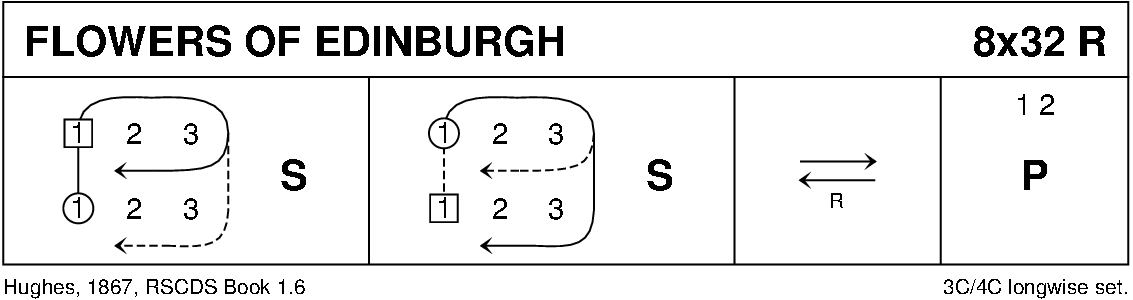 FLOWERS OF EDINBURGH 8x32 R
1 2 3 S
1 2 3
1 2 3 S
1 2 3
R
1 2
P
Hughes, 1867, RSCDS Book 1.6 3C/4C longwise set.